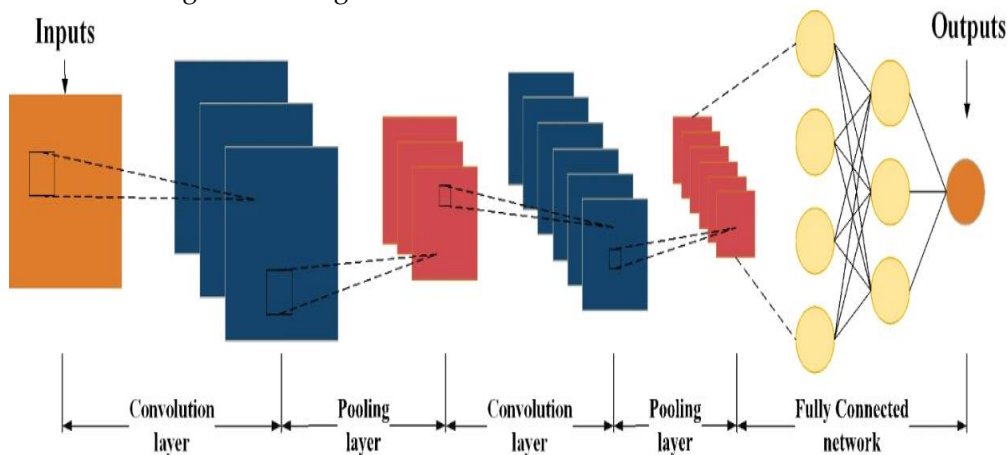 Inputs
Outputs
Convolution
layer
Pooling
layer
Convolution
layer
Pooling
layer
Fully Connected
network